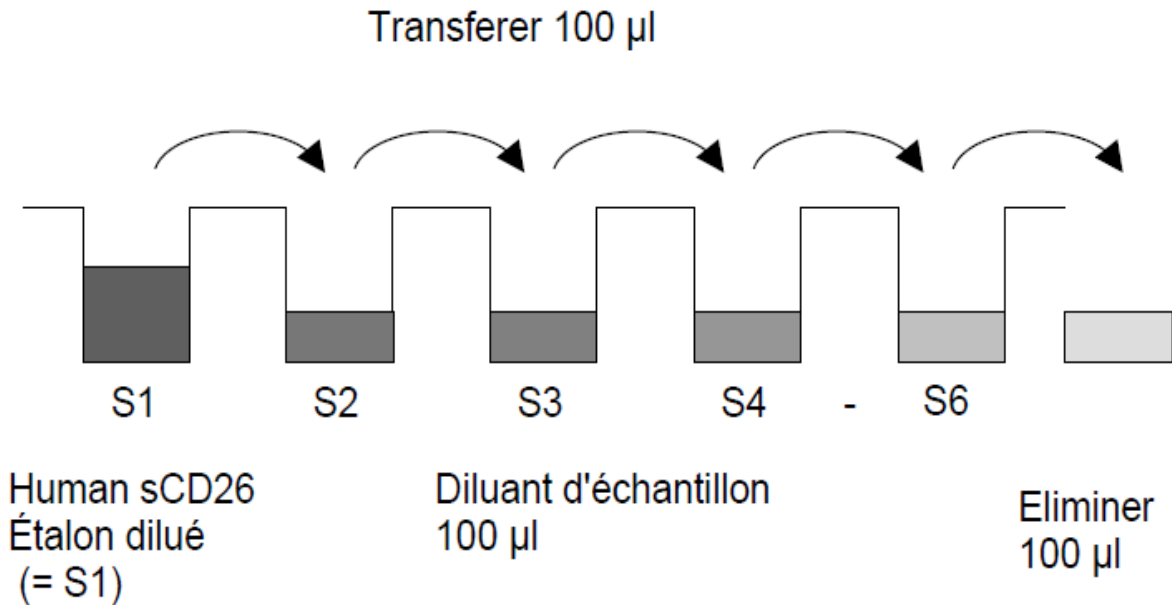 Transferer 100 µl
S1 S2 S3 S4 - S6
Human sCD26
Étalon dilué
(= S1)
Diluant d'échantillon
100 µl
Eliminer
100 µl